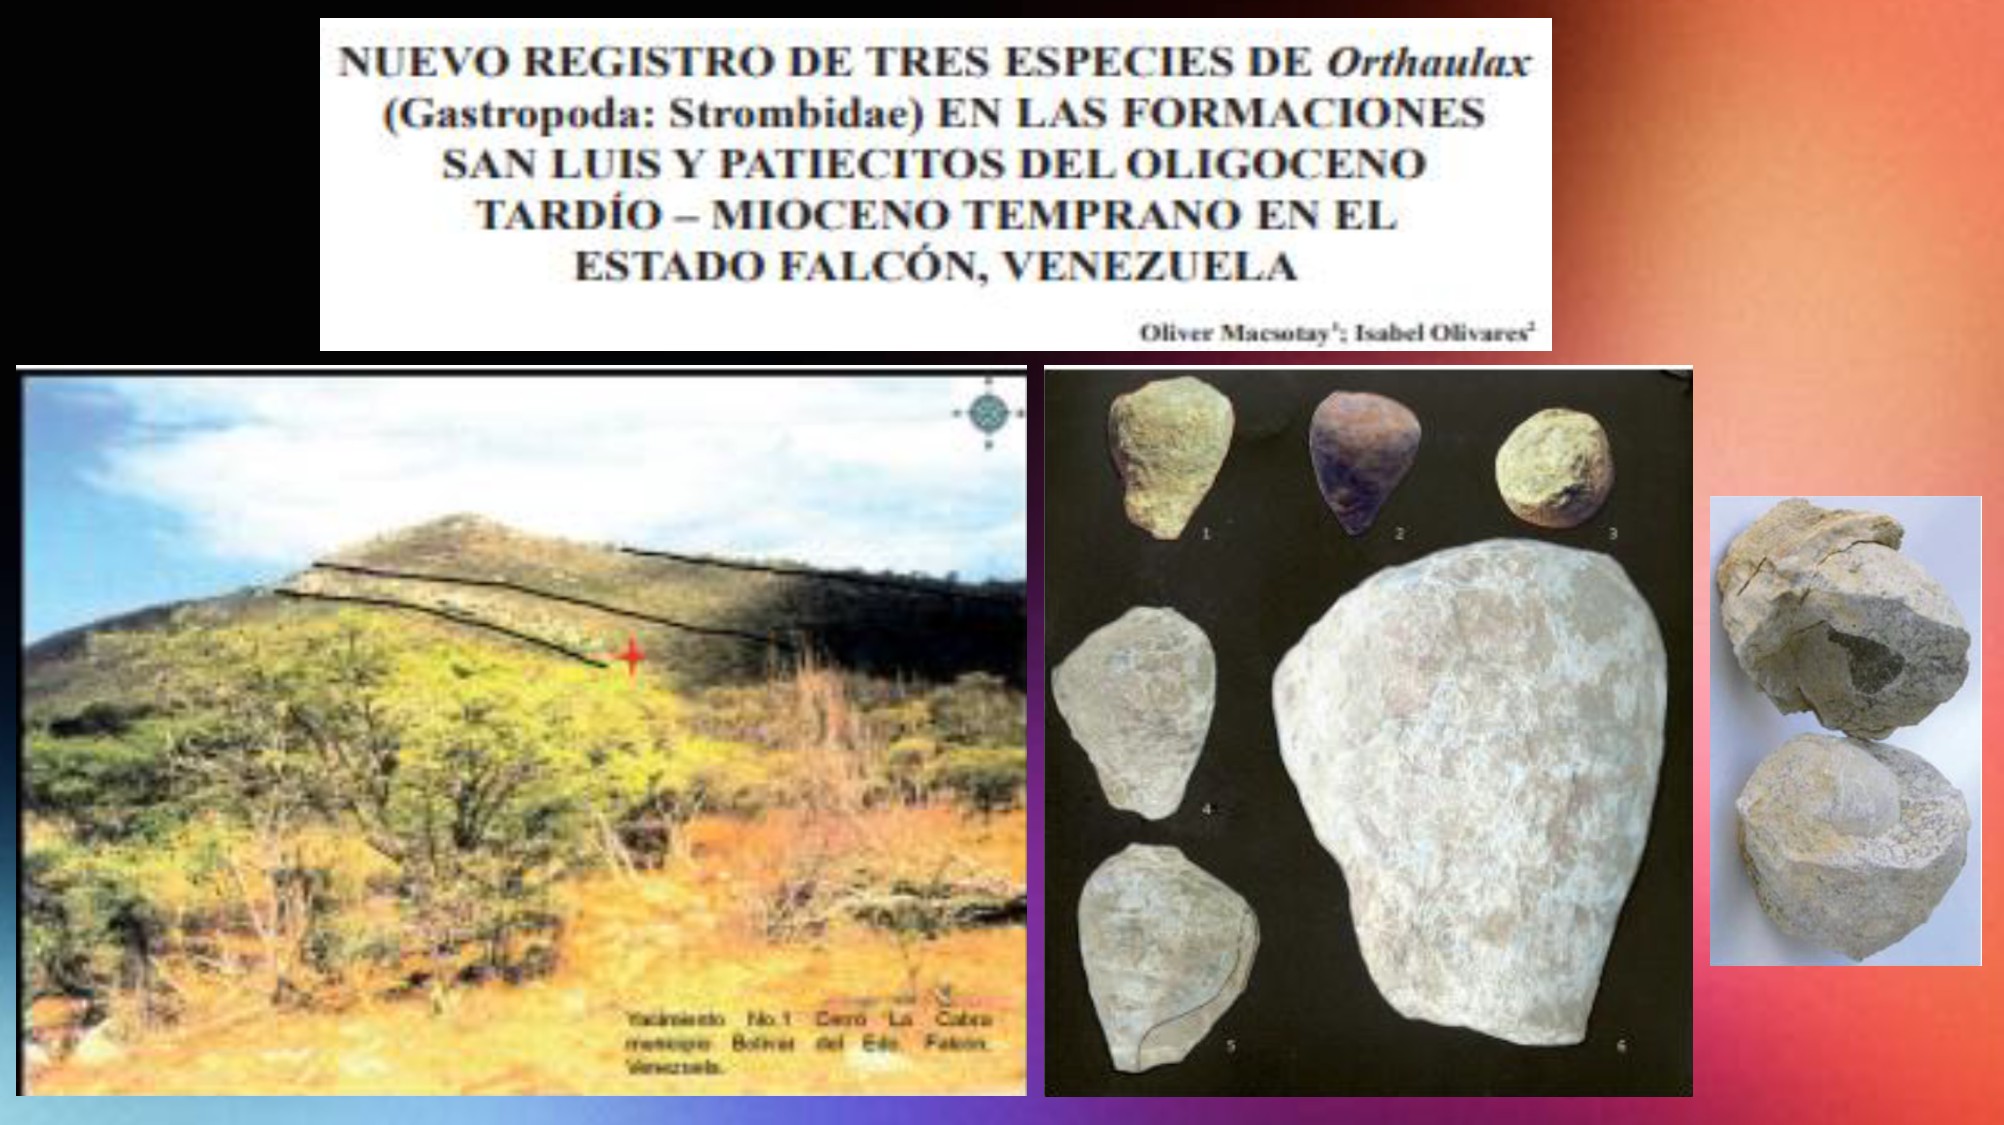 NUEVO REGISTRO DE TRES ESPECIES DE Orthaulax
(Gastropoda: Strombidae) EN LAS FORMACIONES
SAN LUIS Y PATIECITOS DEL OLIGOCENO
TARDÍO – MIOCENO TEMPRANO EN EL
ESTADO FALCÓN, VENEZUELA
Oliver Macsotay¹; Isabel Olivares²
Yacimiento No.1 Cerro La Cabra
municipio Bolívar del Edo. Falcón.
Venezuela.
1
2
3
4
5
6